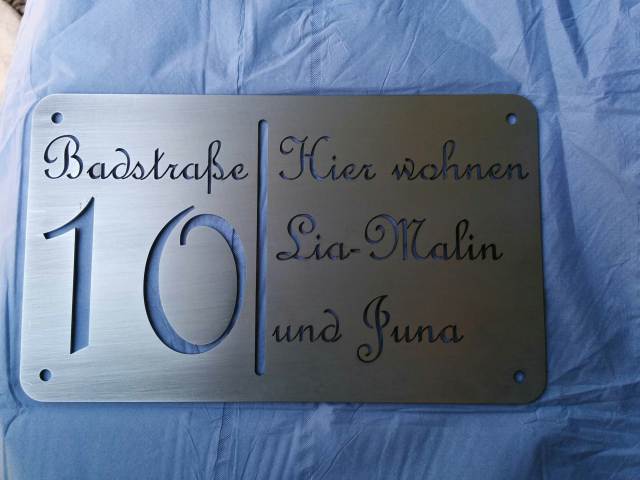 Badstraße
10
Hier wohnen
Lia-Malin
und Juna